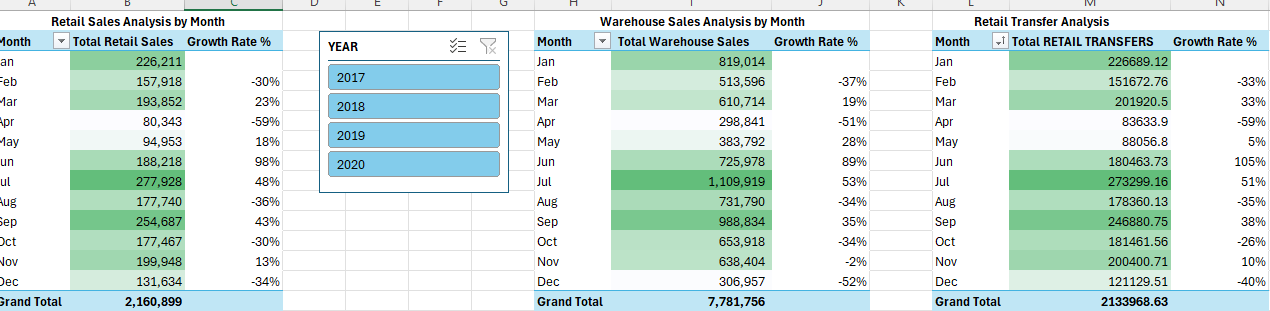 A B C D E F G H I J K L M N
Retail Sales Analysis by Month
Month Total Retail Sales Growth Rate %
an 226,211
Feb 157,918 -30%
Mar 193,852 23%
Apr 80,343 -59%
May 94,953 18%
un 188,218 98%
ul 277,928 48%
Aug 177,740 -36%
Sep 254,687 43%
Oct 177,467 -30%
Nov 199,948 13%
Dec 131,634 -34%
Grand Total 2,160,899
YEAR
2017
2018
2019
2020
Warehouse Sales Analysis by Month
Month Total Warehouse Sales Growth Rate %
Jan 819,014
Feb 513,596 -37%
Mar 610,714 19%
Apr 298,841 -51%
May 383,792 28%
Jun 725,978 89%
Jul 1,109,919 53%
Aug 731,790 -34%
Sep 988,834 35%
Oct 653,918 -34%
Nov 638,404 -2%
Dec 306,957 -52%
Grand Total 7,781,756
Retail Transfer Analysis
Month Total RETAIL TRANSFERS Growth Rate %
Jan 226689.12
Feb 151672.76 -33%
Mar 201920.5 33%
Apr 83633.9 -59%
May 88056.8 5%
Jun 180463.73 105%
Jul 273299.16 51%
Aug 178360.13 -35%
Sep 246880.75 38%
Oct 181461.56 -26%
Nov 200400.71 10%
Dec 121129.51 -40%
Grand Total 2133968.63